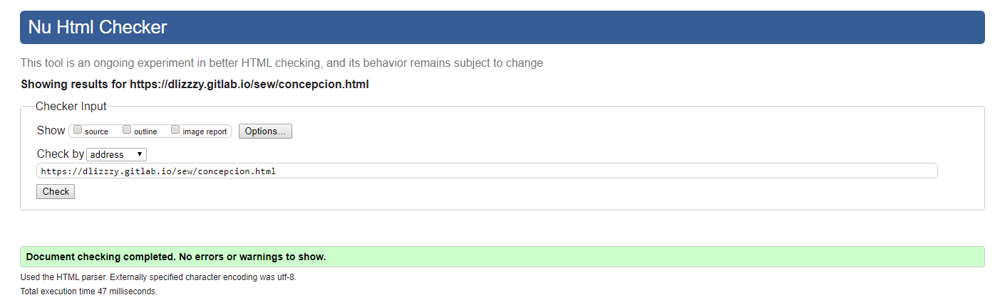 Nu Html Checker
This tool is an ongoing experiment in better HTML checking, and its behavior remains subject to change
Showing results for https://dlizzzy.gitlab.io/sew/concepcion.html
Checker Input
Show source outline image report Options...
Check by address
https://dlizzzy.gitlab.io/sew/concepcion.html
Check
Document checking completed. No errors or warnings to show.
Used the HTML parser. Externally specified character encoding was utf-8.
Total execution time 47 milliseconds.